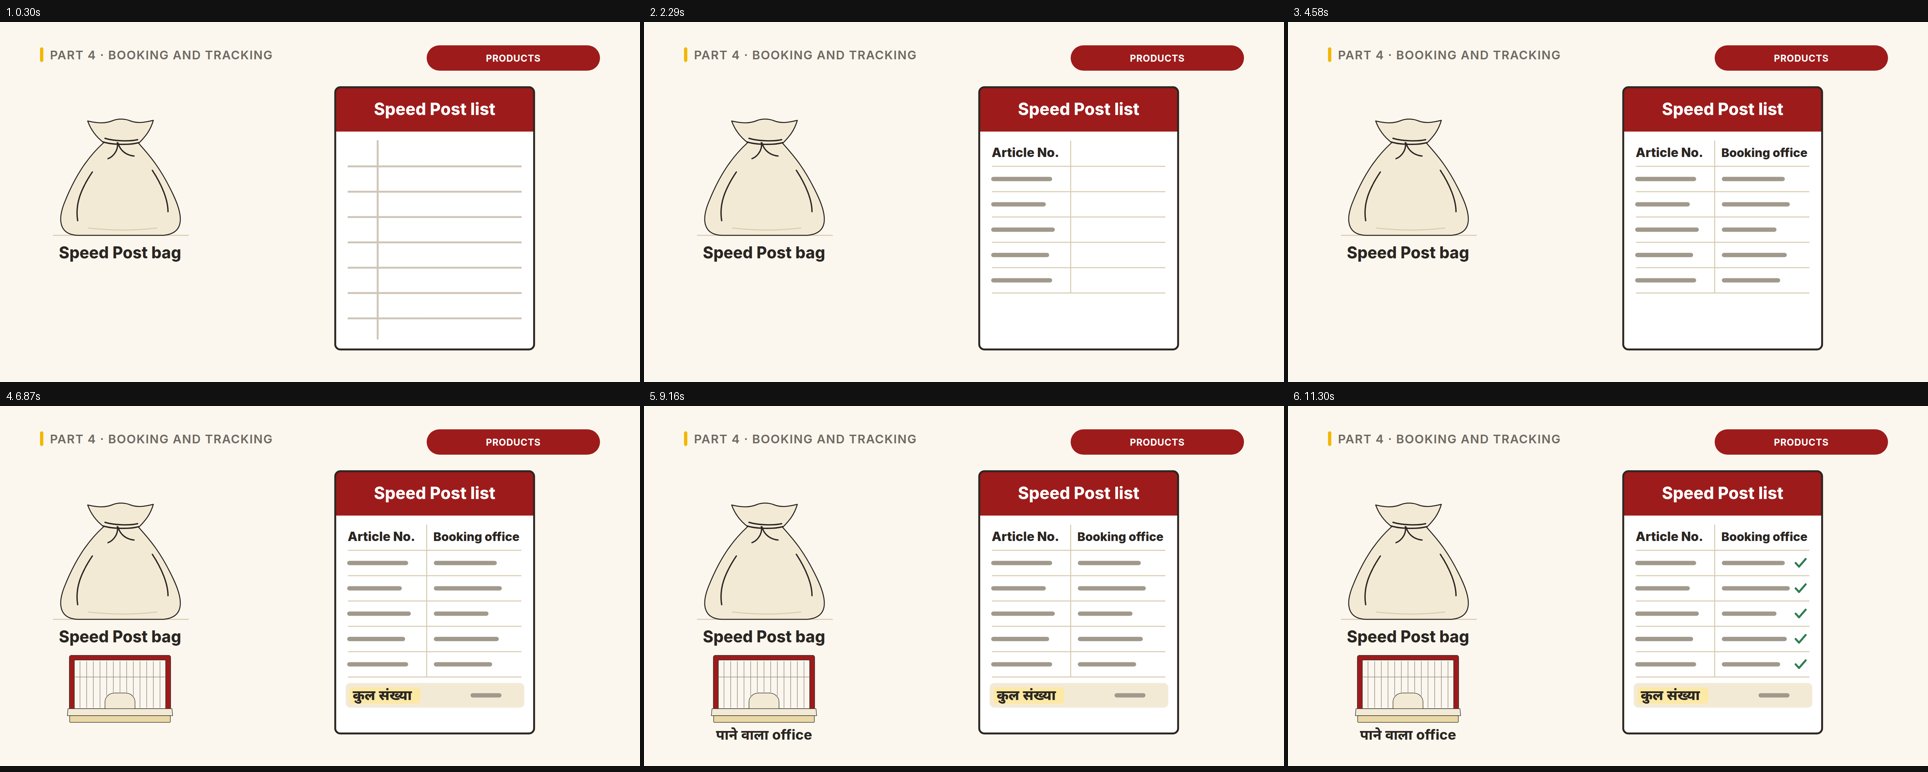 1. 0.30s
PART 4 · BOOKING AND TRACKING
PRODUCTS
Speed Post list
Speed Post bag
2. 2.29s
PART 4 · BOOKING AND TRACKING
PRODUCTS
Speed Post list
Article No.
Speed Post bag
3. 4.58s
PART 4 · BOOKING AND TRACKING
PRODUCTS
Speed Post list
Article No. Booking office
Speed Post bag
4. 6.87s
PART 4 · BOOKING AND TRACKING
PRODUCTS
Speed Post list
Article No. Booking office
Speed Post bag
कुल संख्या
5. 9.16s
PART 4 · BOOKING AND TRACKING
PRODUCTS
Speed Post list
Article No. Booking office
Speed Post bag
कुल संख्या
पाने वाला office
6. 11.30s
PART 4 · BOOKING AND TRACKING
PRODUCTS
Speed Post list
Article No. Booking office
Speed Post bag
कुल संख्या
पाने वाला office